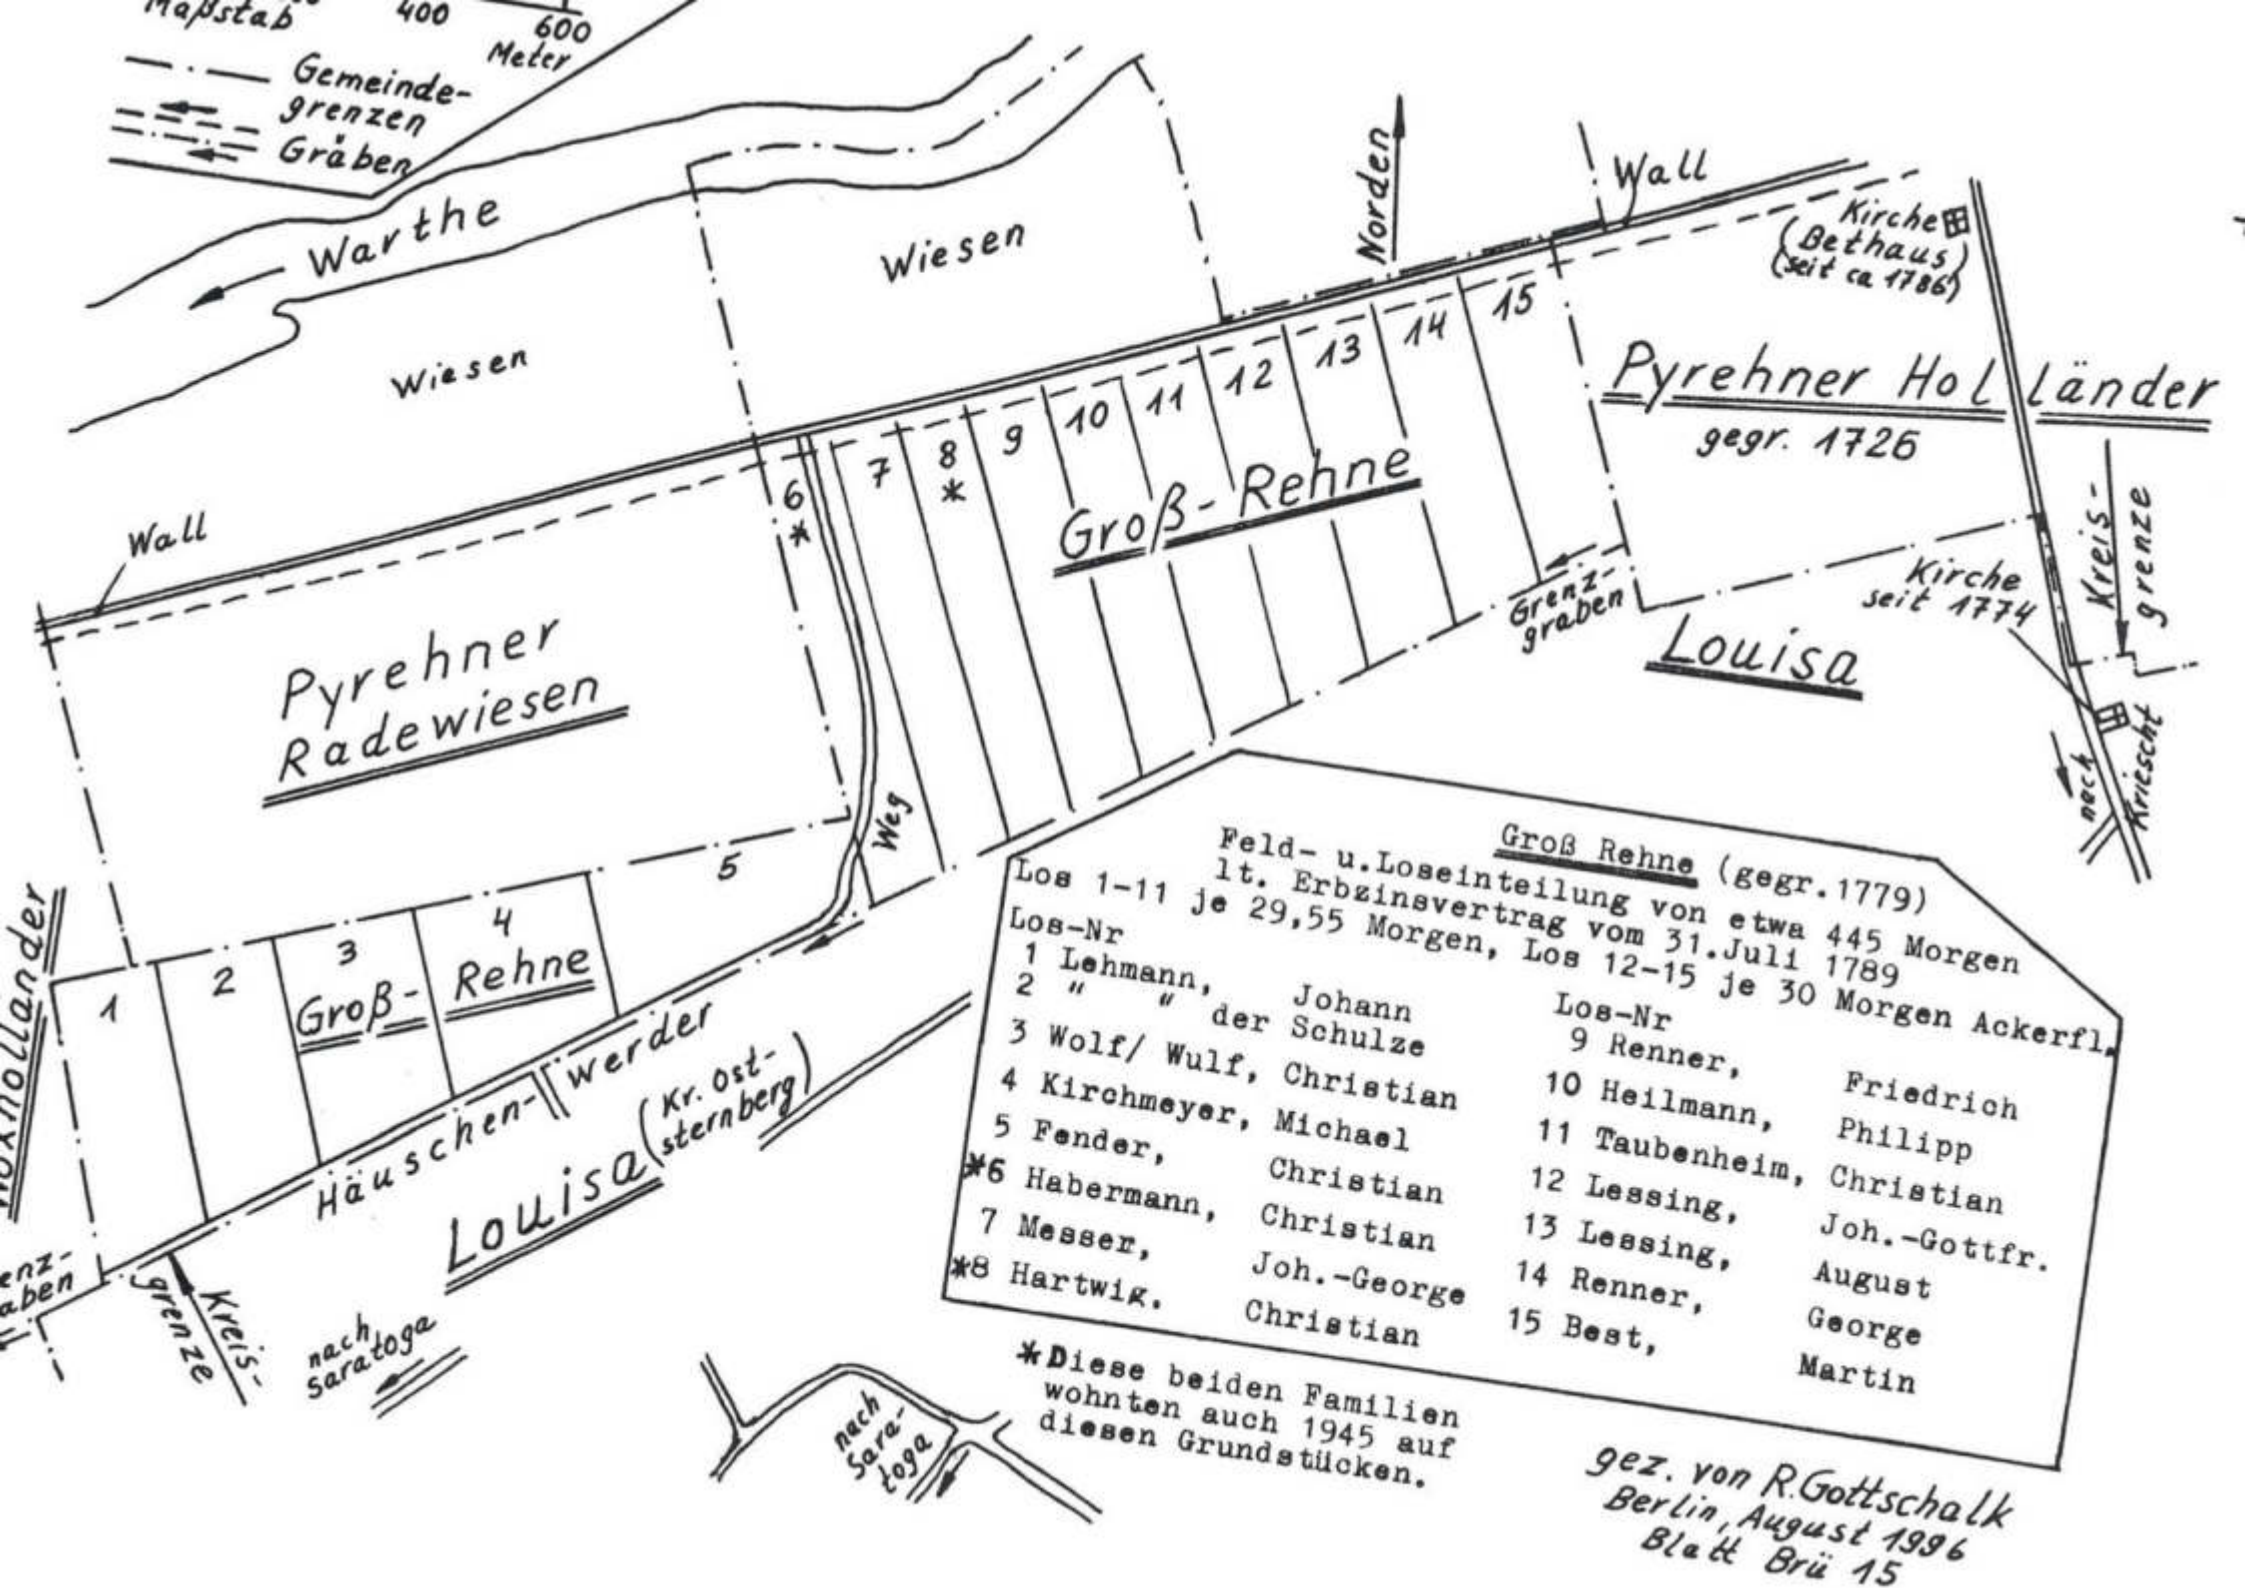 Maßstab 400 600
Meter
Gemeinde-
grenzen
Gräben
Warthe
Wiesen
Wiesen
Norden
Wall
Kirche
(Bethaus)
(seit ca 1786)
Pyrehner Holländer
gegr. 1726
Kreis-
grenze
Kirche
seit 1774
Louisa
nach
Kriescht
Wall
6
*
7
8
*
9
10
11
12
13
14
15
Groß-Rehne
Grenz-
graben
Pyrehner
Radewiesen
Weg
1
2
3
4
5
Groß-Rehne
Häuschen-werder
Louisa (Kr. Ost-
sternberg)
Kreis-
grenze
nach
Saratoga
nach
Sara-
toga
Groß Rehne (gegr.1779)
Feld- u.Loseinteilung von etwa 445 Morgen
lt. Erbzinsvertrag vom 31.Juli 1789
Los 1-11 je 29,55 Morgen, Los 12-15 je 30 Morgen Ackerfl.
Los-Nr
1 Lehmann, Johann
2 " " der Schulze
3 Wolf/ Wulf, Christian
4 Kirchmeyer, Michael
5 Fender, Christian
*6 Habermann, Christian
7 Messer, Joh.-George
*8 Hartwig. Christian
Los-Nr
9 Renner, Friedrich
10 Heilmann, Philipp
11 Taubenheim, Christian
12 Lessing, Joh.-Gottfr.
13 Lessing, August
14 Renner, George
15 Best, Martin
*Diese beiden Familien
wohnten auch 1945 auf
diesen Grundstücken.
gez. von R.Gottschalk
Berlin, August 1996
Blatt Brü 15